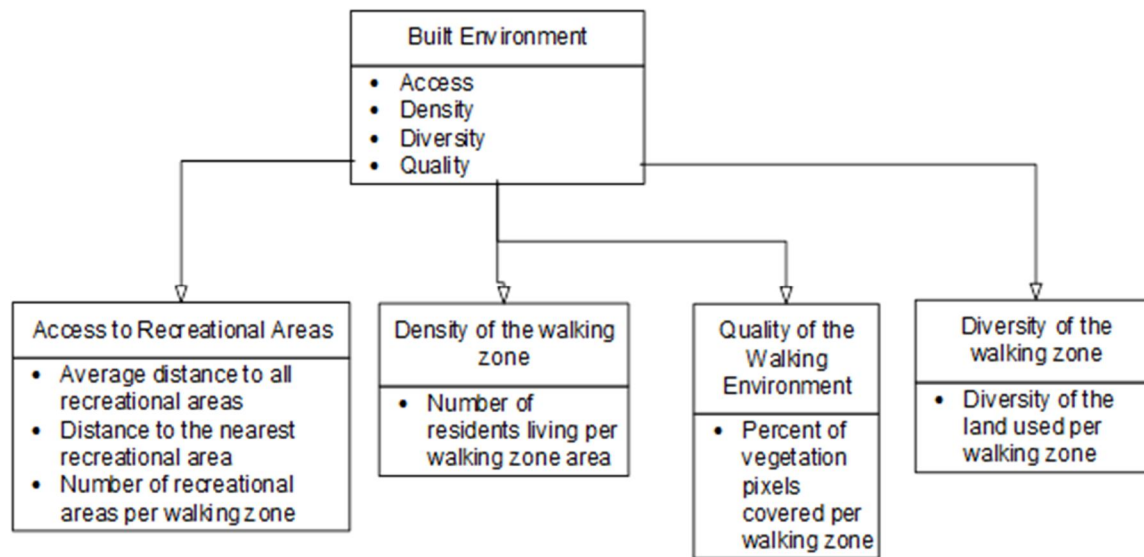 Built Environment
• Access
• Density
• Diversity
• Quality
Access to Recreational Areas
• Average distance to all
recreational areas
• Distance to the nearest
recreational area
• Number of recreational
areas per walking zone
Density of the walking
zone
• Number of
residents living per
walking zone area
Quality of the
Walking
Environment
• Percent of
vegetation
pixels
covered per
walking zone
Diversity of the
walking zone
• Diversity of the
land used per
walking zone